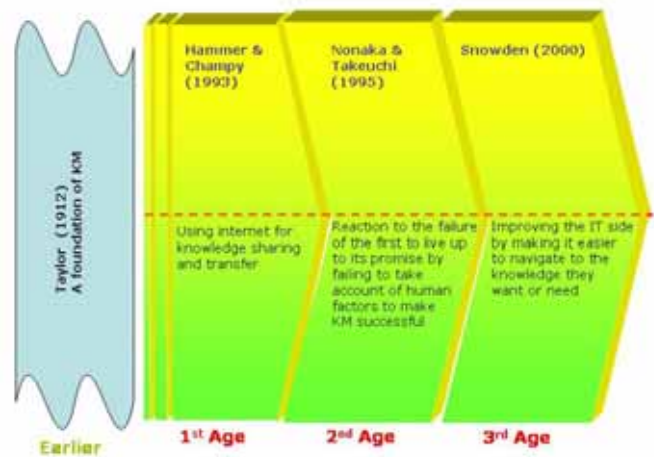 Hammer &
Champy
(1993)
Nonaka &
Takeuchi
(1995)
Snowden (2000)
Taylor (1912)
A foundation of KM
Using internet for
knowledge sharing
and transfer
Reaction to the failure
of the first to live up
to its promise by
failing to take
account of human
factors to make
KM successful
Improving the IT side
by making it easier
to navigate to the
knowledge they
want or need
Earlier
1st Age
2nd Age
3rd Age